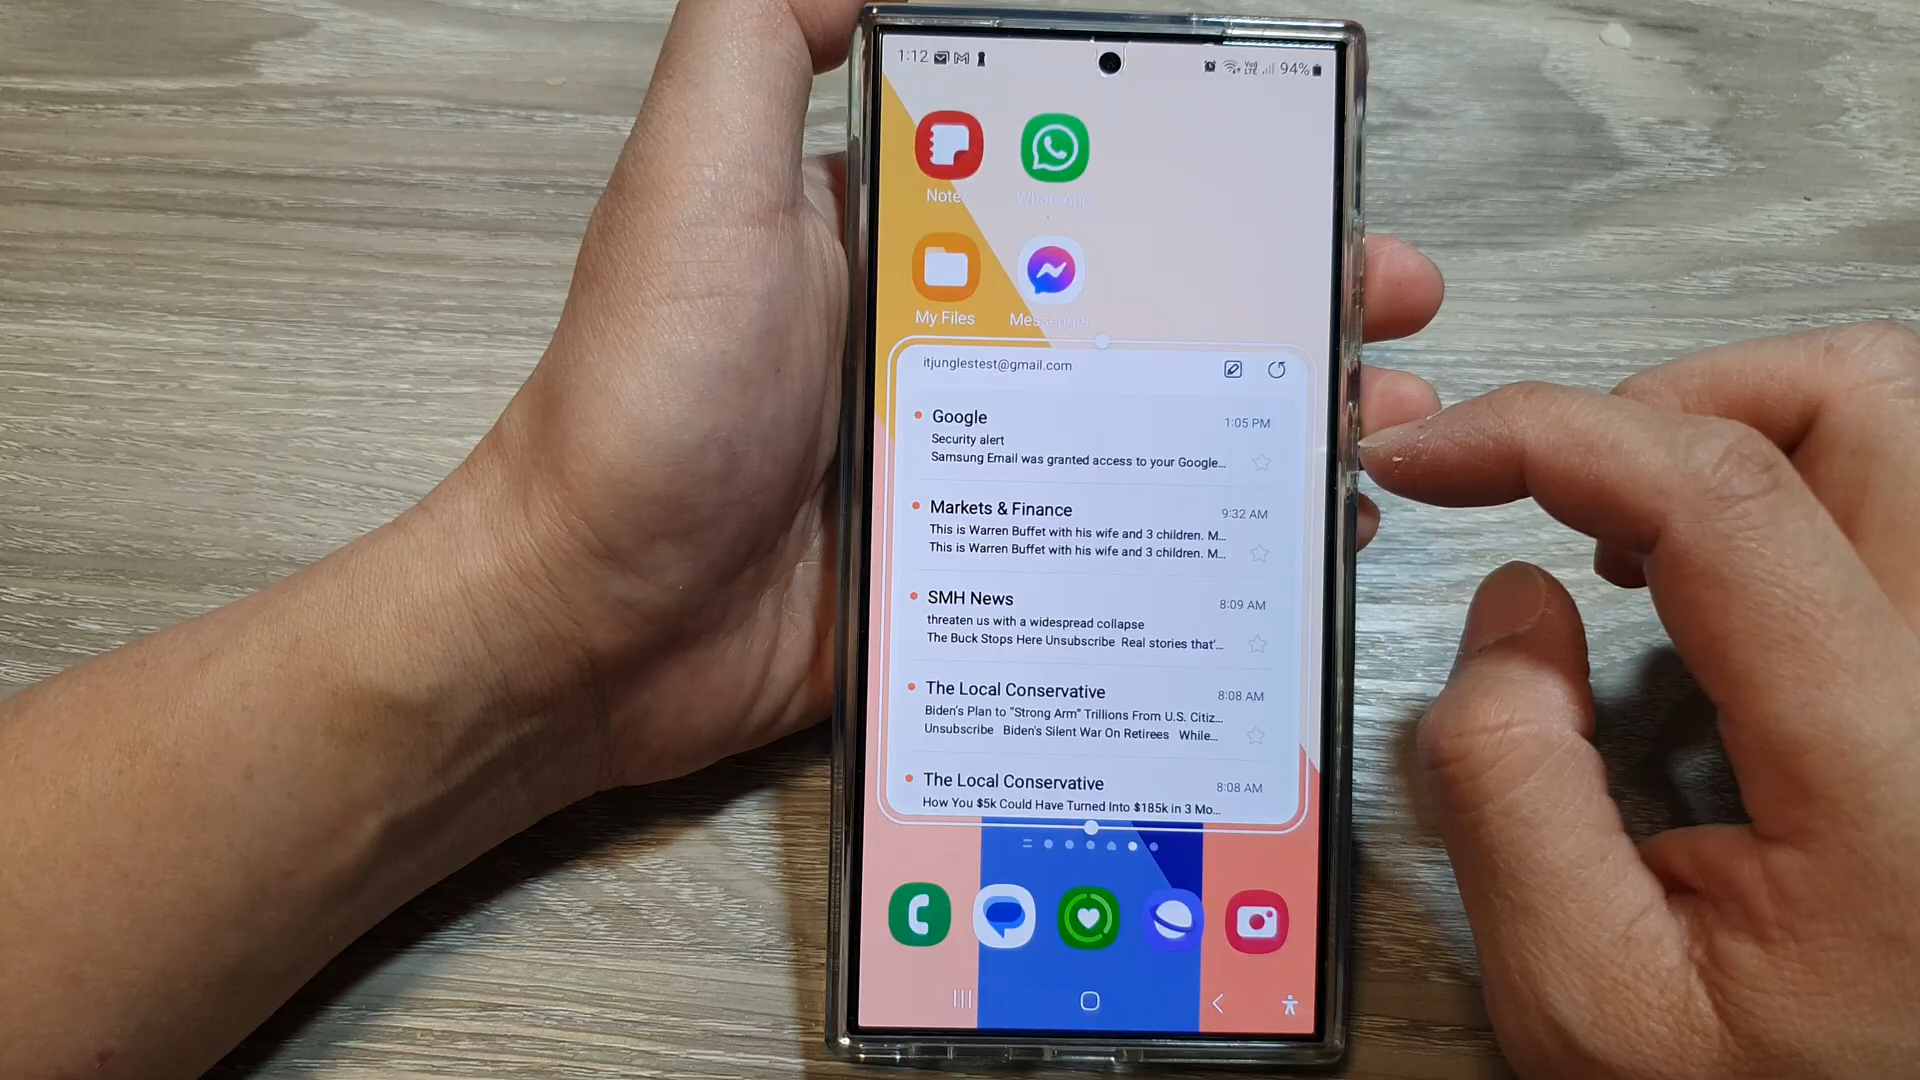 1:12
94%
Notes
WhatsApp
My Files
Messenger
itjunglestest@gmail.com
Google
1:05 PM
Security alert
Samsung Email was granted access to your Google...
Markets & Finance
9:32 AM
This is Warren Buffet with his wife and 3 children. M...
This is Warren Buffet with his wife and 3 children. M...
SMH News
8:09 AM
threaten us with a widespread collapse
The Buck Stops Here Unsubscribe Real stories that'...
The Local Conservative
8:08 AM
Biden's Plan to “Strong Arm” Trillions From U.S. Citiz...
Unsubscribe Biden's Silent War On Retirees While...
The Local Conservative
8:08 AM
How You $5k Could Have Turned Into $185k in 3 Mo...